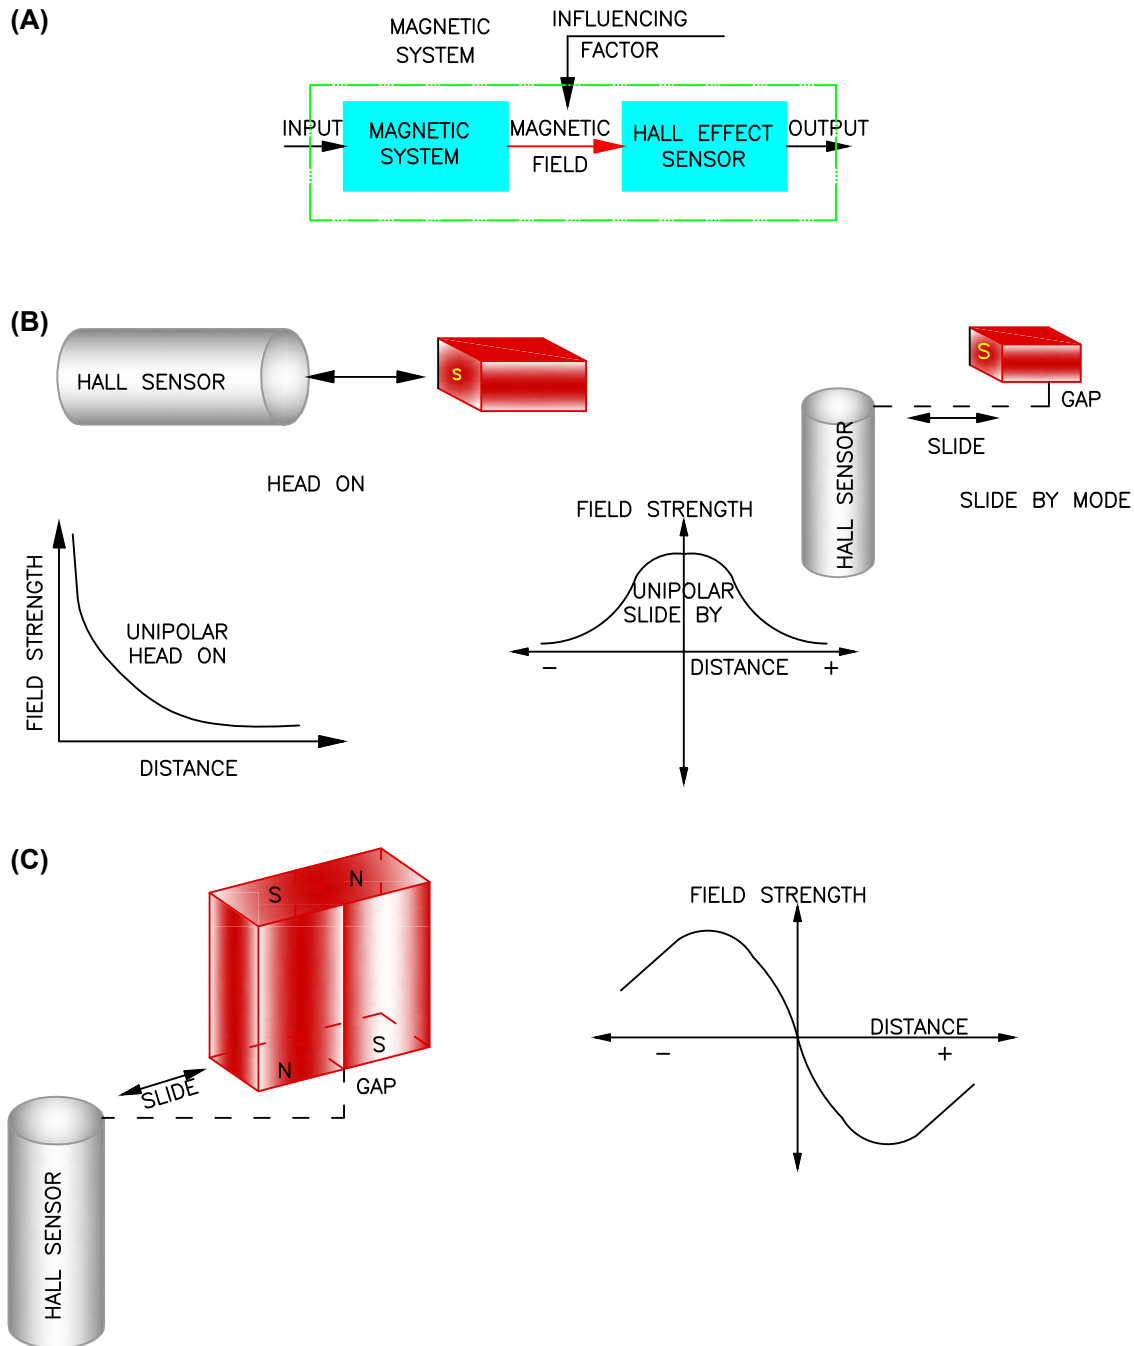 (A)
MAGNETIC
SYSTEM
INFLUENCING
FACTOR
INPUT
MAGNETIC
SYSTEM
MAGNETIC
FIELD
HALL EFFECT
SENSOR
OUTPUT
(B)
HALL SENSOR
s
HEAD ON
FIELD STRENGTH
UNIPOLAR
HEAD ON
DISTANCE
S
GAP
SLIDE
HALL SENSOR
SLIDE BY MODE
FIELD STRENGTH
UNIPOLAR
SLIDE BY
−
DISTANCE
+
(C)
S
N
N
S
GAP
SLIDE
HALL SENSOR
FIELD STRENGTH
DISTANCE
−
+